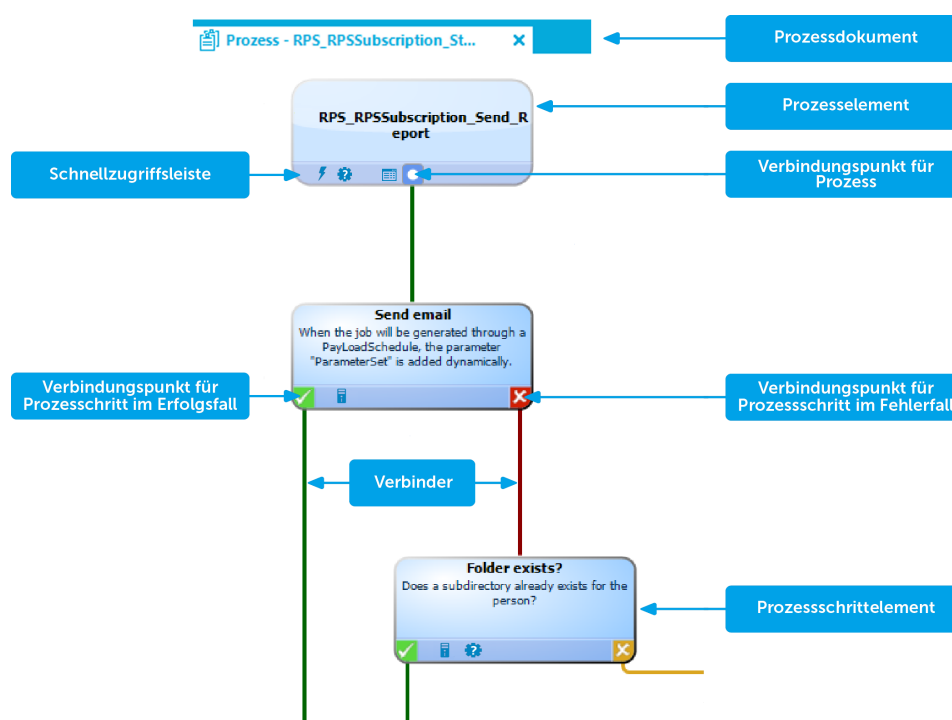 Prozess - RPS_RPSSubscription_St...
Prozessdokument
RPS_RPSSubscription_Send_R
eport
Prozesselement
Schnellzugriffsleiste
Verbindungspunkt für
Prozess
Send email
When the job will be generated through a
PayLoadSchedule, the parameter
"ParameterSet" is added dynamically.
Verbindungspunkt für
Prozesschritt im Erfolgsfall
Verbindungspunkt für
Prozessschritt im Fehlerfall
Verbinder
Folder exists?
Does a subdirectory already exists for the
person?
Prozessschrittelement